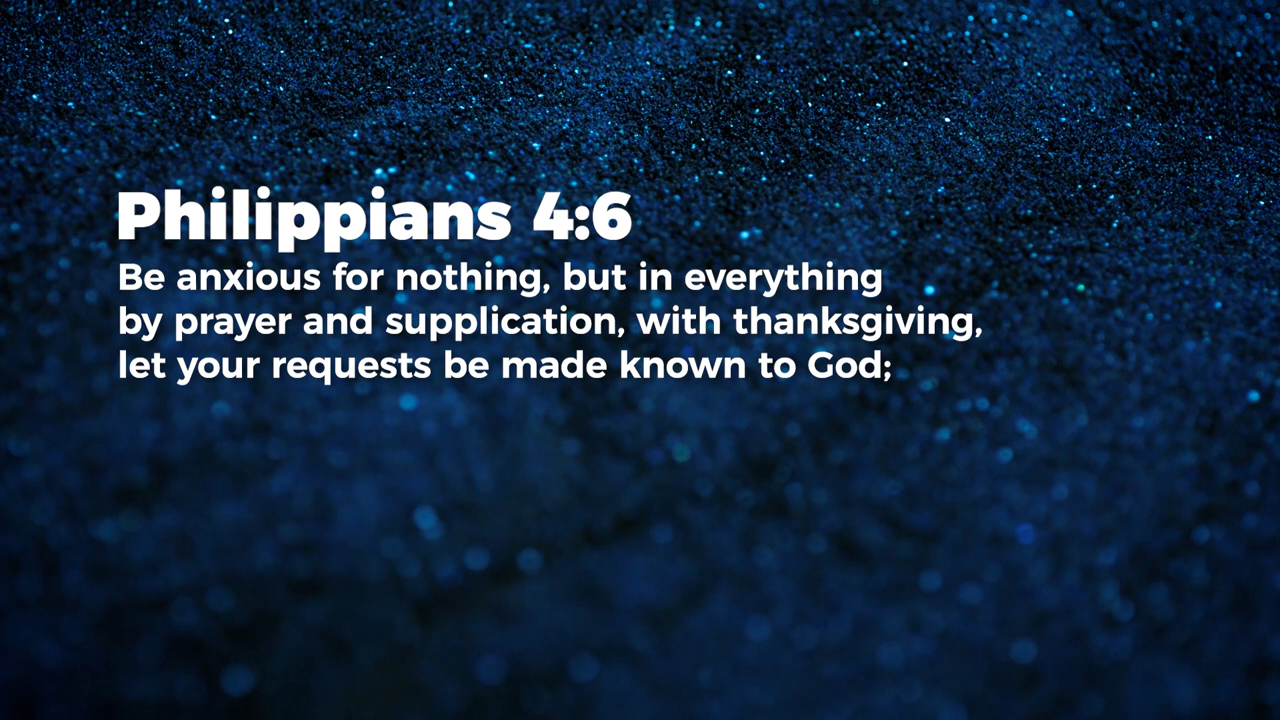 Philippians 4:6
Be anxious for nothing, but in everything
by prayer and supplication, with thanksgiving,
let your requests be made known to God;